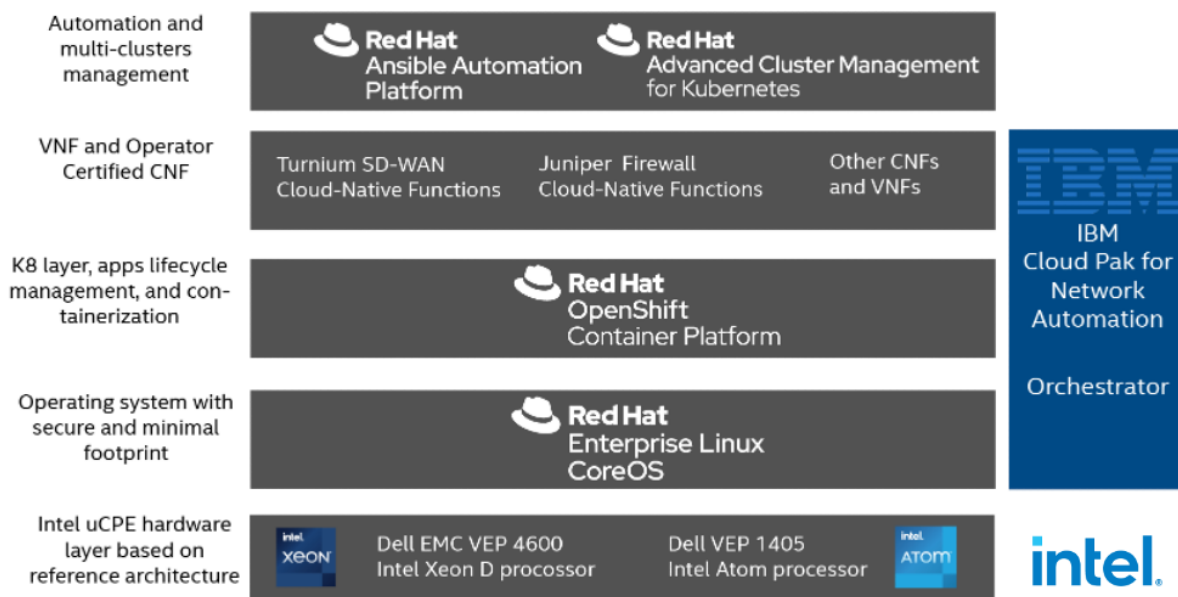 Automation and
multi-clusters
management
Red Hat
Ansible Automation
Platform
Red Hat
Advanced Cluster Management
for Kubernetes
VNF and Operator
Certified CNF
Turnium SD-WAN
Cloud-Native Functions
Juniper Firewall
Cloud-Native Functions
Other CNFs
and VNFs
IBM
IBM
Cloud Pak for
Network
Automation
Orchestrator
K8 layer, apps lifecycle
management, and con-
tainerization
Red Hat
OpenShift
Container Platform
Operating system with
secure and minimal
footprint
Red Hat
Enterprise Linux
CoreOS
Intel uCPE hardware
layer based on
reference architecture
intel.
XEON
Dell EMC VEP 4600
Intel Xeon D procossor
Dell VEP 1405
Intel Atom processor
intel.
ATOM
intel.